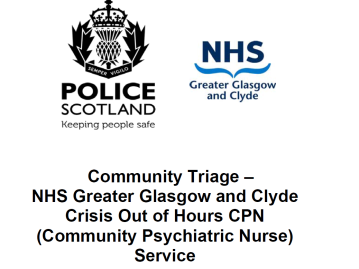 SEMPER VIGILO
POLICE
SCOTLAND
Keeping people safe
NHS
Greater Glasgow
and Clyde
Community Triage –
NHS Greater Glasgow and Clyde
Crisis Out of Hours CPN
(Community Psychiatric Nurse)
Service